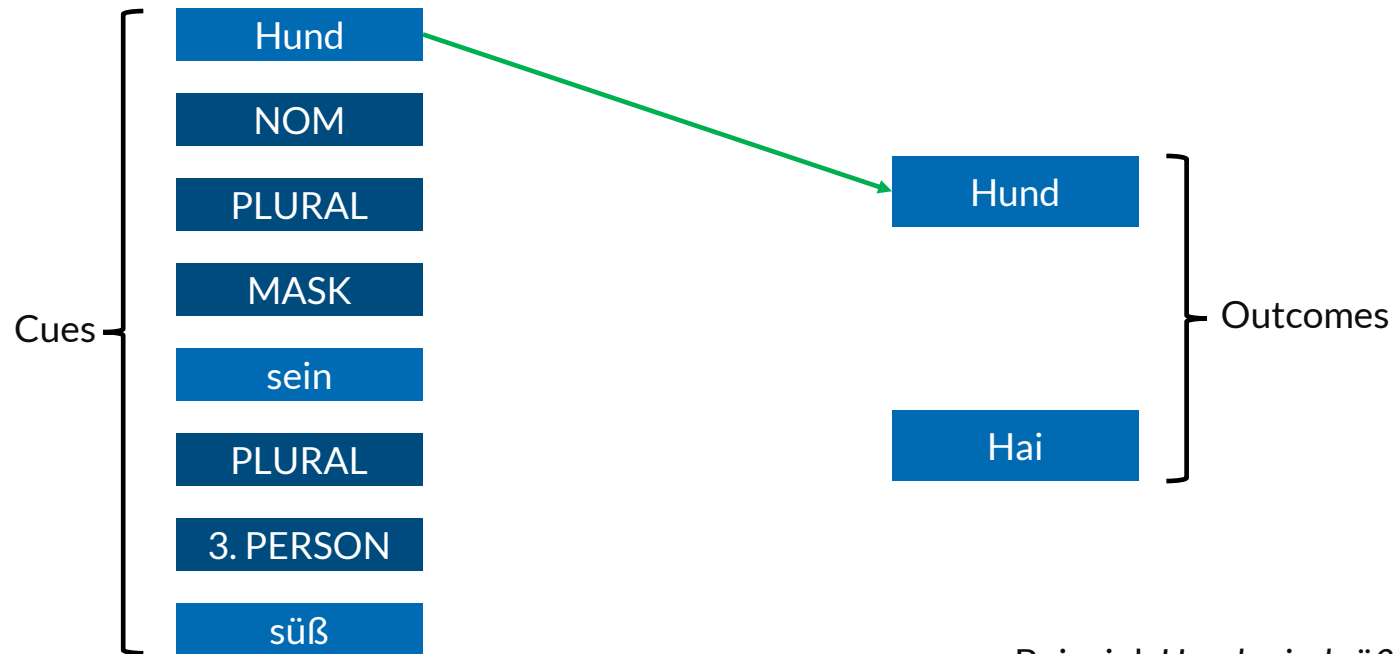 Hund
NOM
PLURAL
MASK
Cues
sein
PLURAL
3. PERSON
süß
Hund
Hai
Outcomes